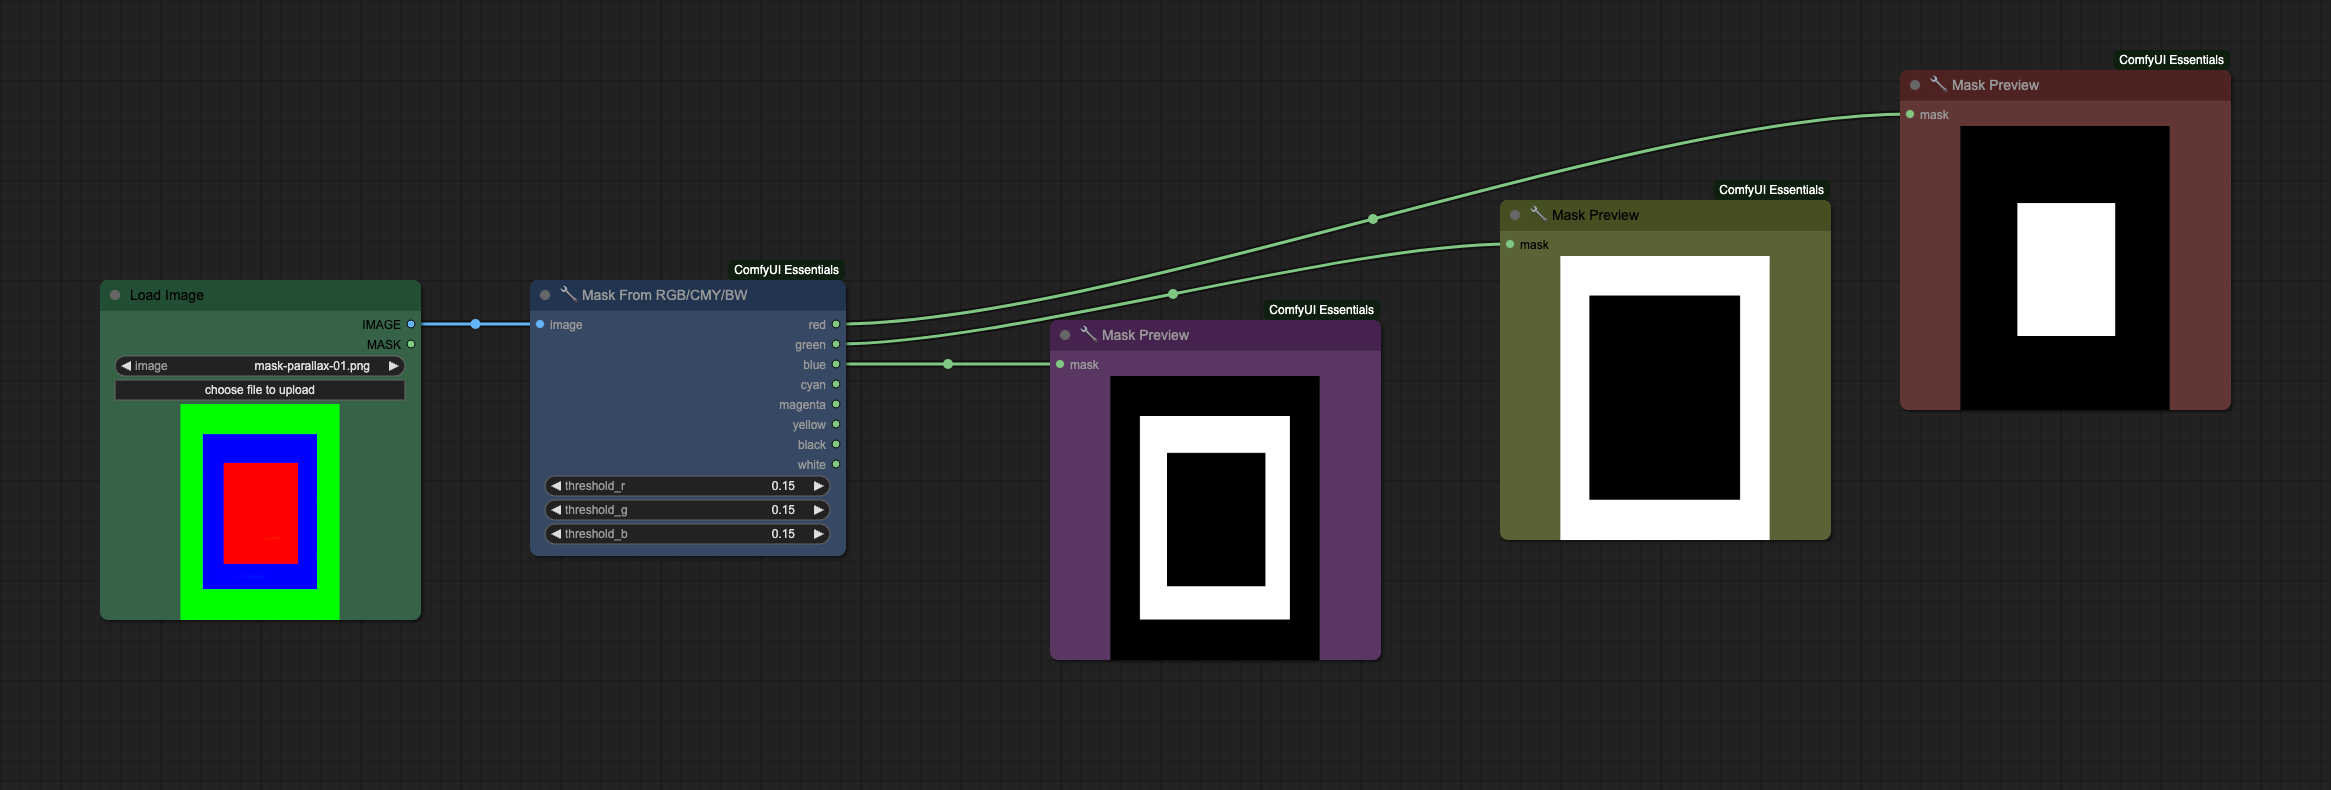 Load Image
IMAGE
MASK
image mask-parallax-01.png
choose file to upload
ComfyUI Essentials
Mask From RGB/CMY/BW
image red
green
blue
cyan
magenta
yellow
black
white
threshold_r 0.15
threshold_g 0.15
threshold_b 0.15
ComfyUI Essentials
Mask Preview
mask
ComfyUI Essentials
Mask Preview
mask
ComfyUI Essentials
Mask Preview
mask